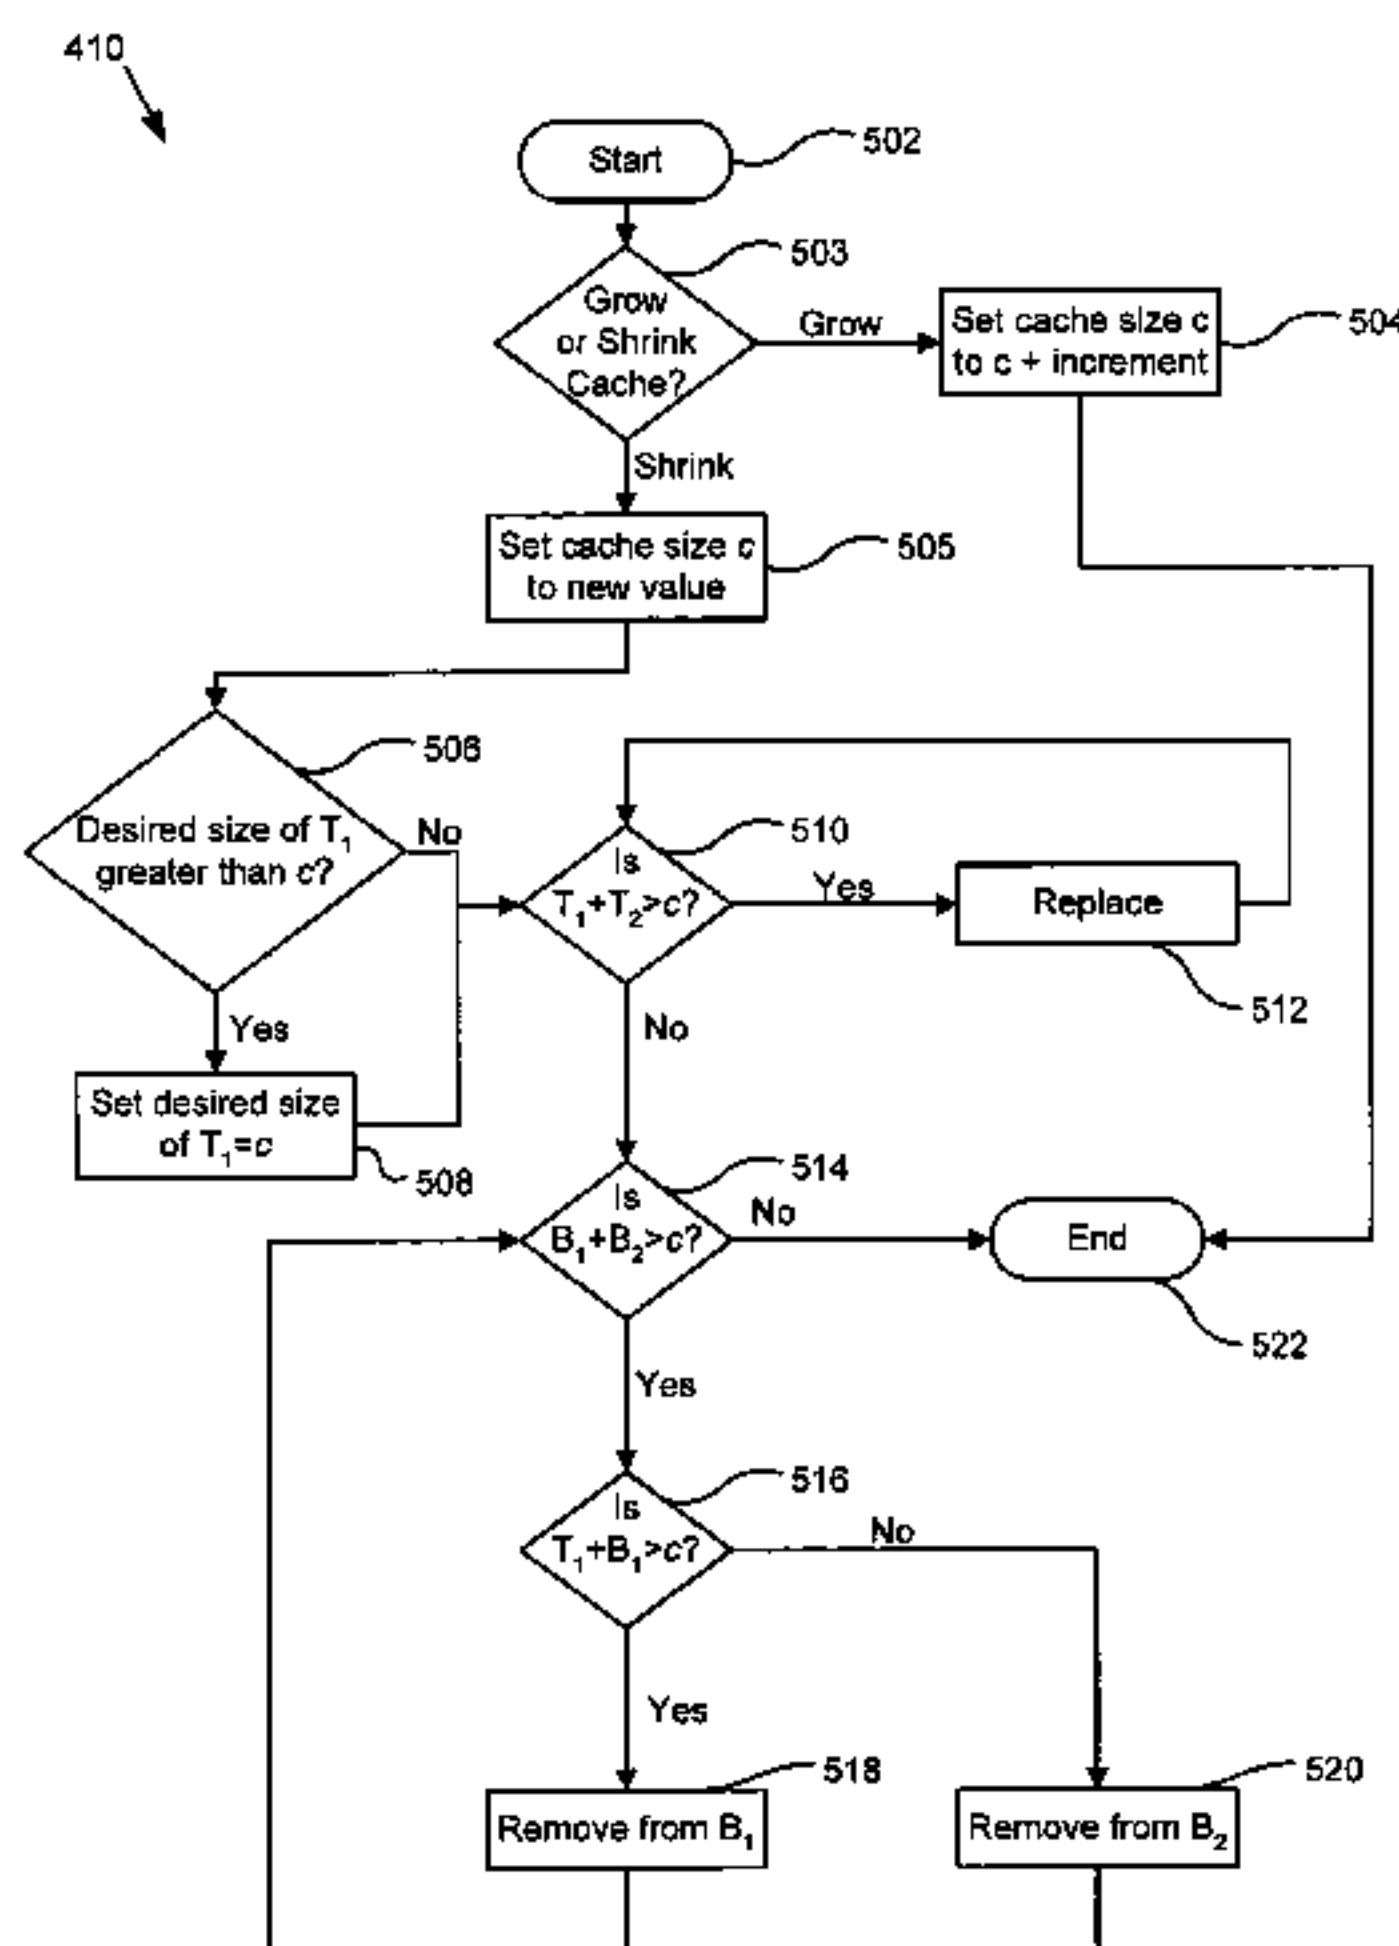 410
Start
502
503
Grow
or Shrink
Cache?
Grow
Set cache size c
to c + increment
504
Shrink
Set cache size c
to new value
505
506
Desired size of T1
greater than c?
No
510
Is
T1+T2>c?
Yes
Replace
512
Yes
No
Set desired size
of T1=c
508
514
Is
B1+B2>c?
No
End
522
Yes
516
Is
T1+B1>c?
No
Yes
518
Remove from B1
520
Remove from B2